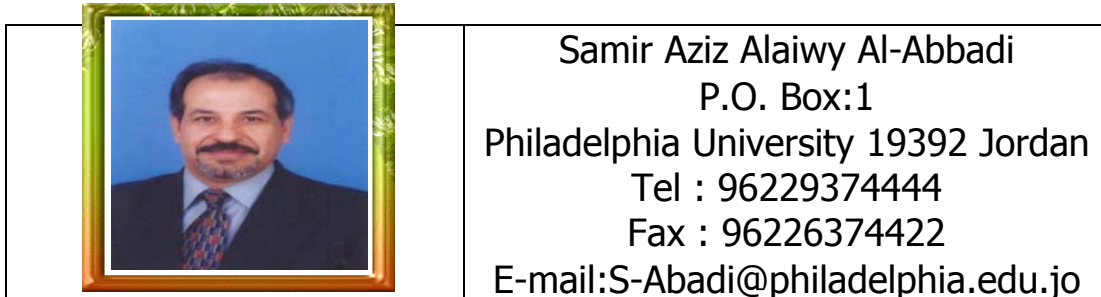 Samir Aziz Alaiwy Al-Abbadi
P.O. Box:1
Philadelphia University 19392 Jordan
Tel : 96229374444
Fax : 96226374422
E-mail:S-Abadi@philadelphia.edu.jo